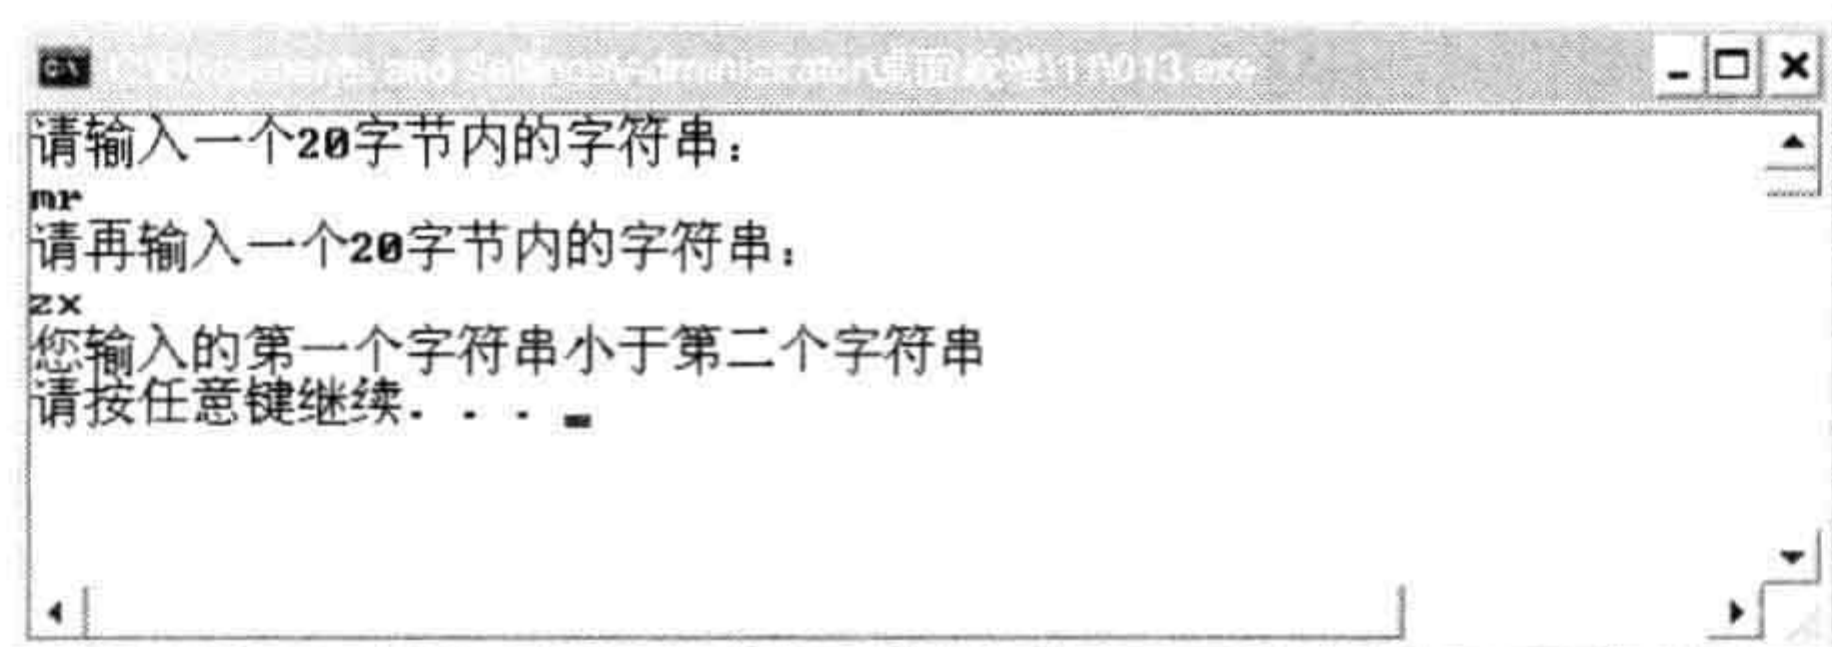 请输入一个20字节内的字符串：
mr
请再输入一个20字节内的字符串：
zx
您输入的第一个字符串小于第二个字符串
请按任意键继续. . .